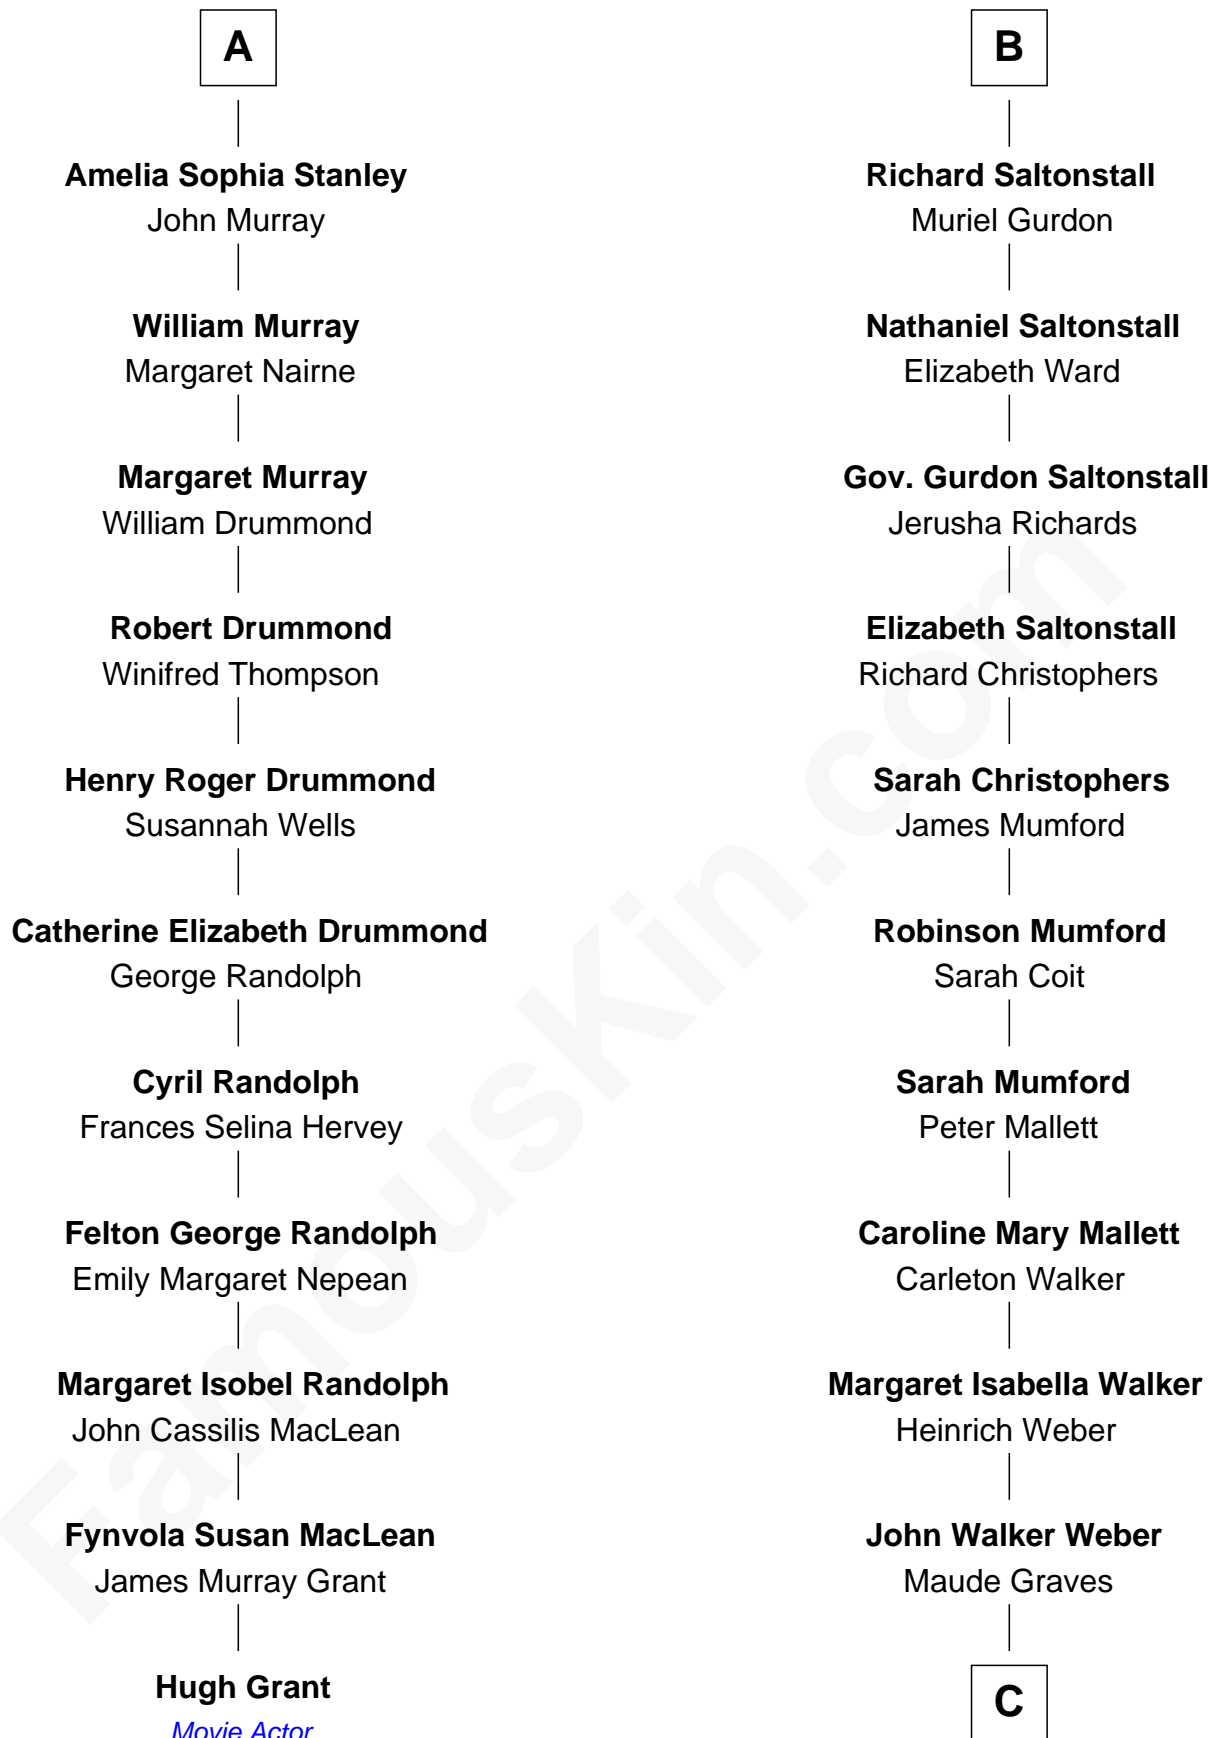 A
Amelia Sophia Stanley
John Murray
William Murray
Margaret Nairne
Margaret Murray
William Drummond
Robert Drummond
Winifred Thompson
Henry Roger Drummond
Susannah Wells
Catherine Elizabeth Drummond
George Randolph
Cyril Randolph
Frances Selina Hervey
Felton George Randolph
Emily Margaret Nepean
Margaret Isobel Randolph
John Cassilis MacLean
Fynvola Susan MacLean
James Murray Grant
Hugh Grant
Movie Actor
B
Richard Saltonstall
Muriel Gurdon
Nathaniel Saltonstall
Elizabeth Ward
Gov. Gurdon Saltonstall
Jerusha Richards
Elizabeth Saltonstall
Richard Christophers
Sarah Christophers
James Mumford
Robinson Mumford
Sarah Coit
Sarah Mumford
Peter Mallett
Caroline Mary Mallett
Carleton Walker
Margaret Isabella Walker
Heinrich Weber
John Walker Weber
Maude Graves
C
FamousKin.com